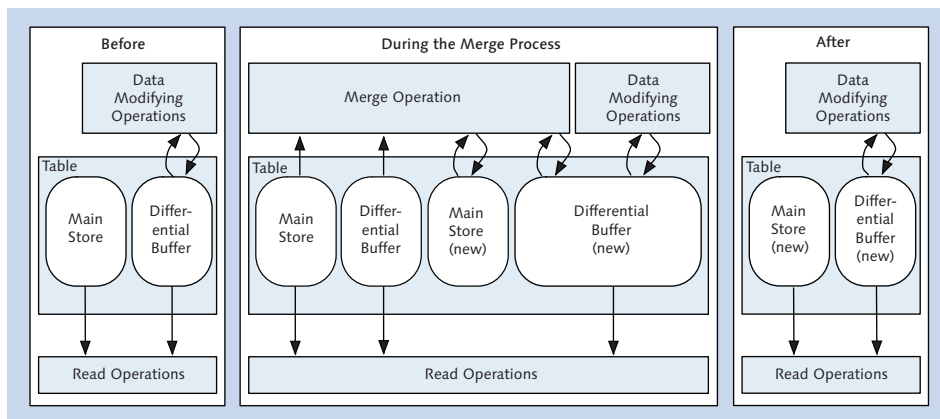 Before
Data
Modifying
Operations
Table
Main
Store
Differ-
ential
Buffer
Read Operations
During the Merge Process
Merge Operation
Data
Modifying
Operations
Table
Main
Store
Differ-
ential
Buffer
Main
Store
(new)
Differential
Buffer
(new)
Read Operations
After
Data
Modifying
Operations
Table
Main
Store
(new)
Differ-
ential
Buffer
(new)
Read Operations